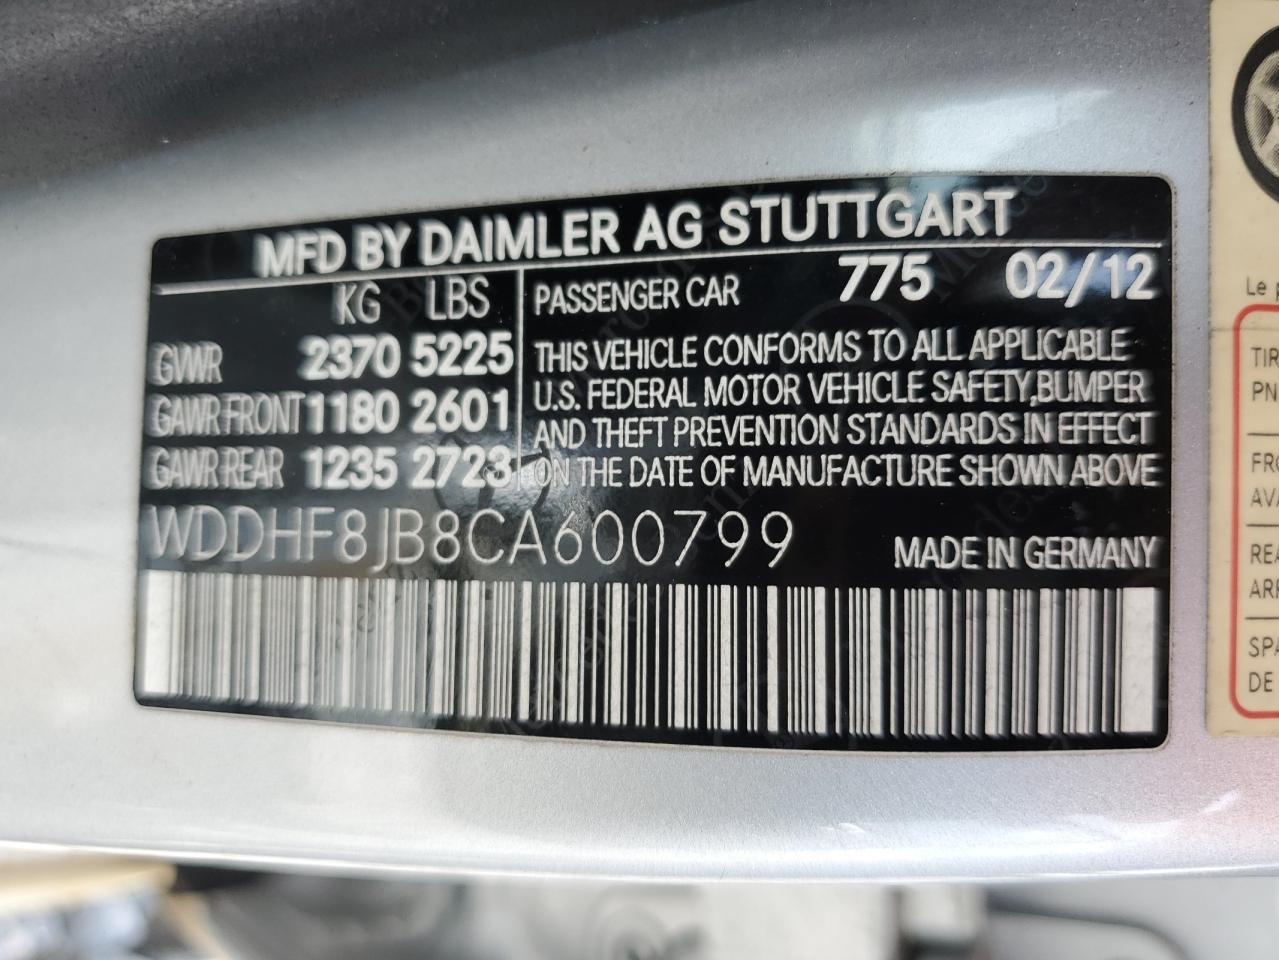 MFD BY DAIMLER AG STUTTGART
KG LBS
GVWR 2370 5225
GAWR FRONT 1180 2601
GAWR REAR 1235 2723
PASSENGER CAR 775 02/12
THIS VEHICLE CONFORMS TO ALL APPLICABLE
U.S. FEDERAL MOTOR VEHICLE SAFETY,BUMPER
AND THEFT PREVENTION STANDARDS IN EFFECT
ON THE DATE OF MANUFACTURE SHOWN ABOVE
WDDHF8JB8CA600799
MADE IN GERMANY
Le
DE